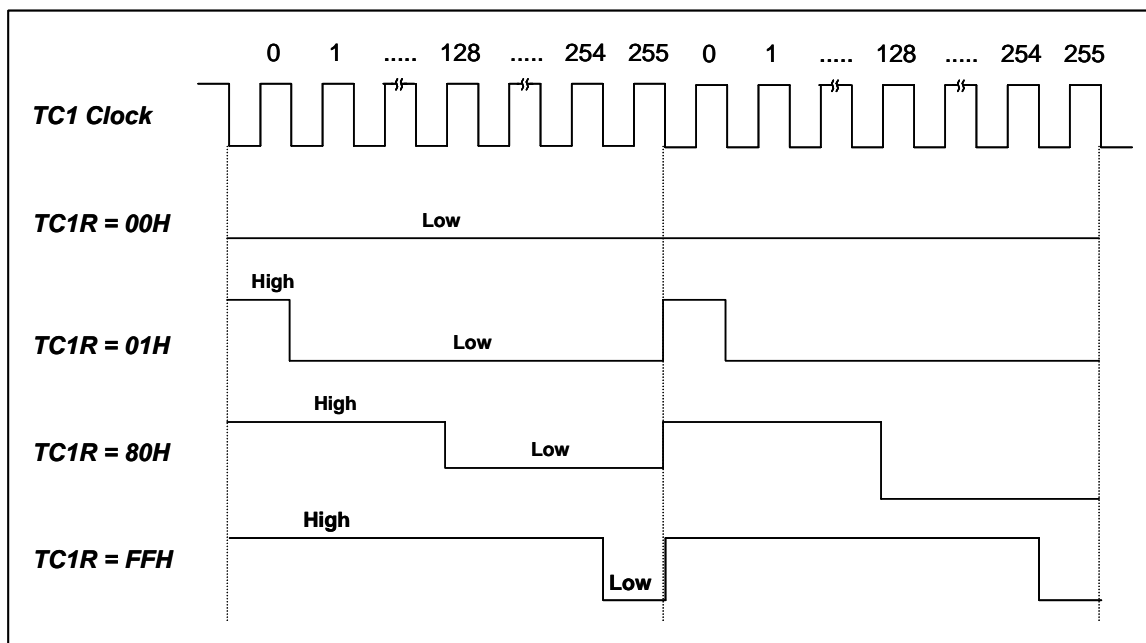 0 1 ..... 128 ..... 254 255 0 1 ..... 128 ..... 254 255
TC1 Clock
TC1R = 00H
Low
High
TC1R = 01H
Low
High
TC1R = 80H
Low
High
TC1R = FFH
Low